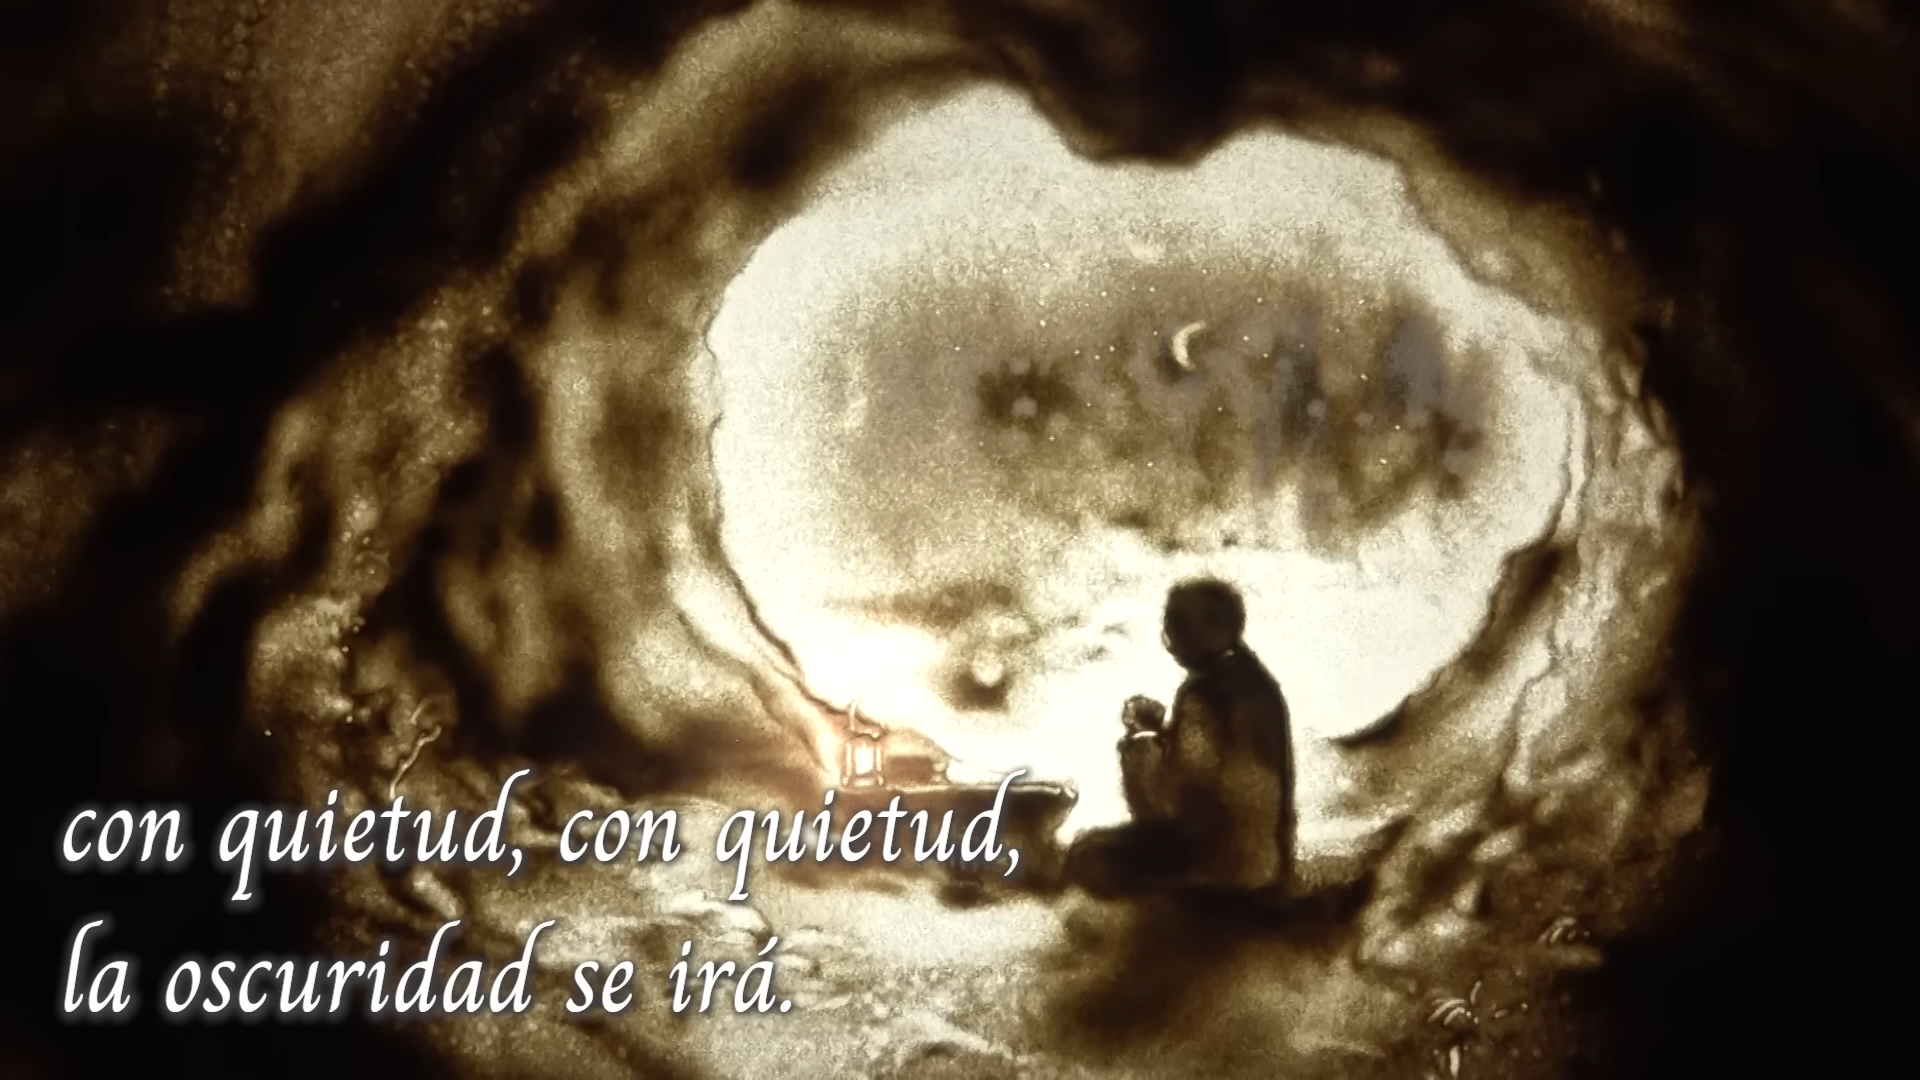 con quietud, con quietud,
la oscuridad se irá.